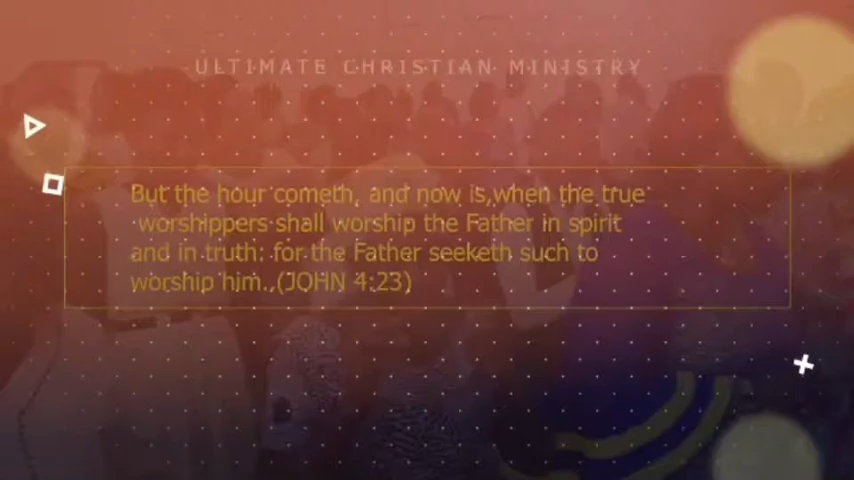 ULTIMATE CHRISTIAN MINISTRY
But the hour cometh, and now is,when the true
worshippers shall worship the Father in spirit
and in truth: for the Father seeketh such to
worship him.,(JOHN 4:23)